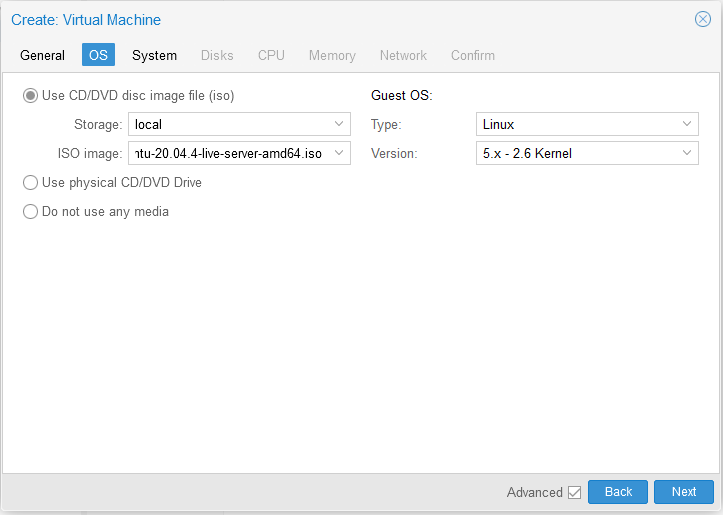 Create: Virtual Machine
General OS System Disks CPU Memory Network Confirm
Use CD/DVD disc image file (iso) Guest OS:
Storage: local Type: Linux
ISO image: ntu-20.04.4-live-server-amd64.iso Version: 5.x - 2.6 Kernel
Use physical CD/DVD Drive
Do not use any media
Advanced Back Next